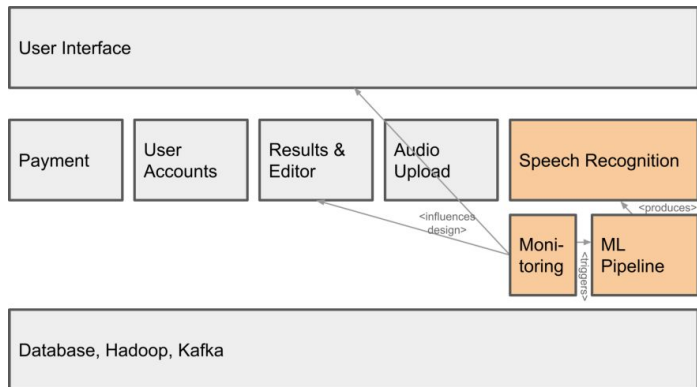 User Interface
Payment
User
Accounts
Results &
Editor
Audio
Upload
Speech Recognition
<influences
design>
<produces>
Moni-
toring
<triggers>
ML
Pipeline
Database, Hadoop, Kafka